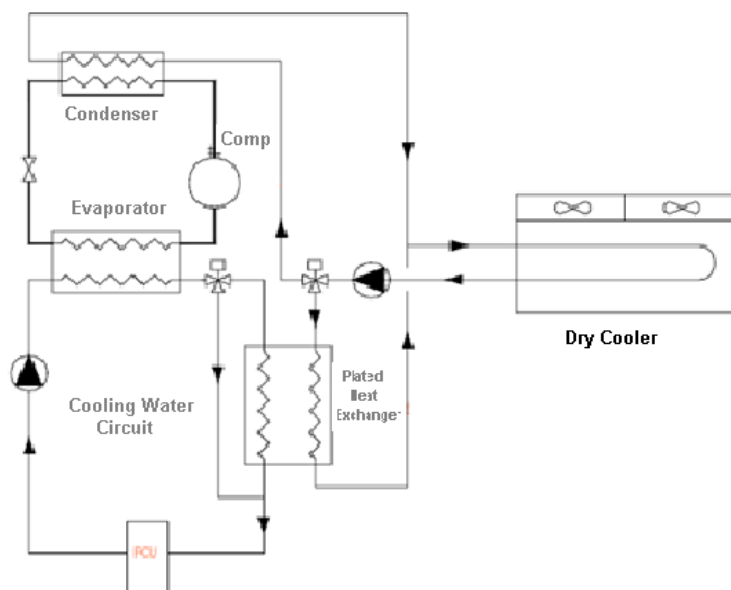 Condenser
Comp
Evaporator
Dry Cooler
Plated
Heat
Exchanger
Cooling Water
Circuit